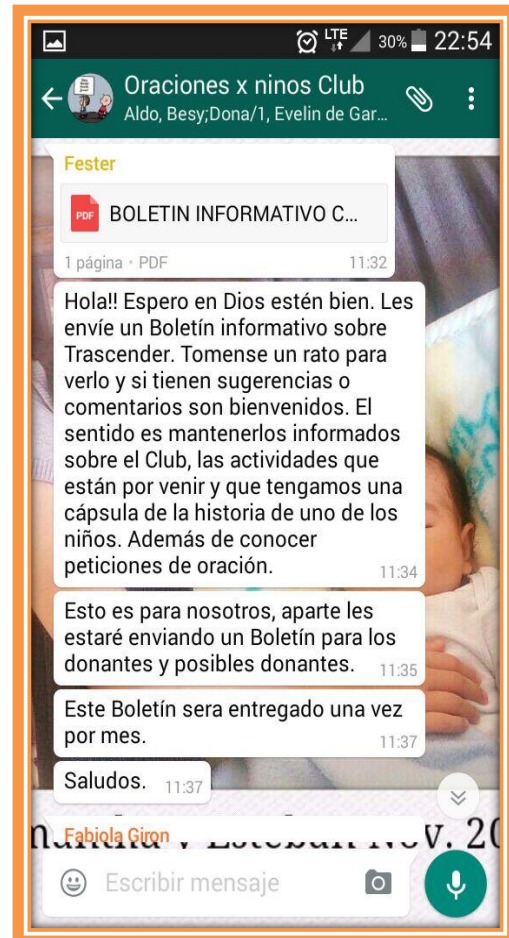 LTE 30% 22:54
Oraciones x ninos Club
Aldo, Besy;Dona/1, Evelin de Gar...
Fester
PDF BOLETIN INFORMATIVO C...
1 página • PDF 11:32
Hola!! Espero en Dios estén bien. Les
envíe un Boletín informativo sobre
Trascender. Tomense un rato para
verlo y si tienen sugerencias o
comentarios son bienvenidos. El
sentido es mantenerlos informados
sobre el Club, las actividades que
están por venir y que tengamos una
cápsula de la historia de uno de los
niños. Además de conocer
peticiones de oración. 11:34
Esto es para nosotros, aparte les
estaré enviando un Boletín para los
donantes y posibles donantes. 11:35
Este Boletín sera entregado una vez
por mes. 11:37
Saludos. 11:37
Fabiola Giron
Nov. 20
Escribir mensaje